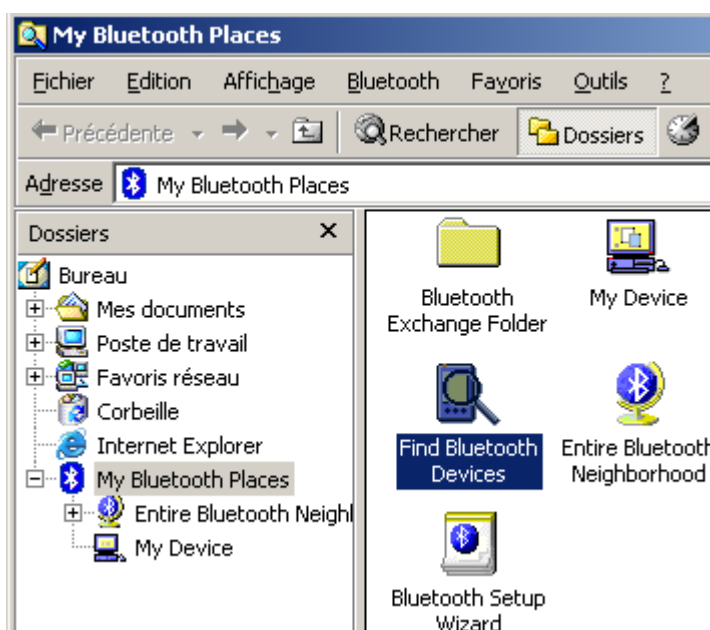 My Bluetooth Places
Fichier Edition Affichage Bluetooth Favoris Outils ?
Précédente Rechercher Dossiers
Adresse My Bluetooth Places
Dossiers
Bureau
Mes documents
Poste de travail
Favoris réseau
Corbeille
Internet Explorer
My Bluetooth Places
Entire Bluetooth Neighl
My Device
Bluetooth
Exchange Folder
My Device
Find Bluetooth
Devices
Entire Bluetooth
Neighborhood
Bluetooth Setup
Wizard